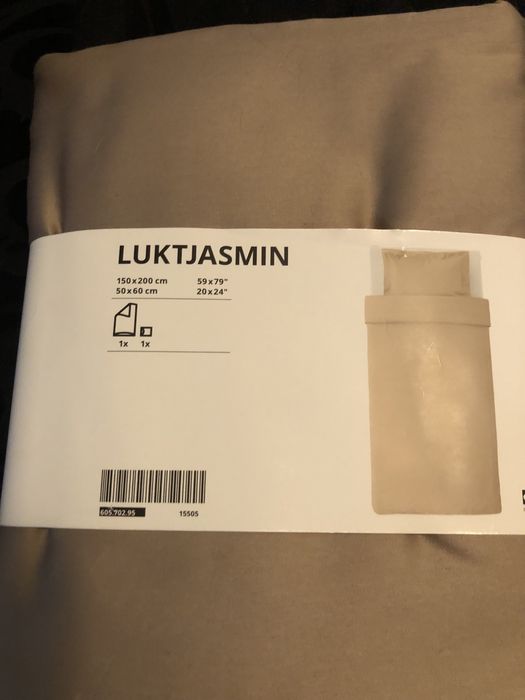 LUKTJASMIN
150x200 cm 59x79"
50x60 cm 20x24"
1x 1x
605.702.95 15505